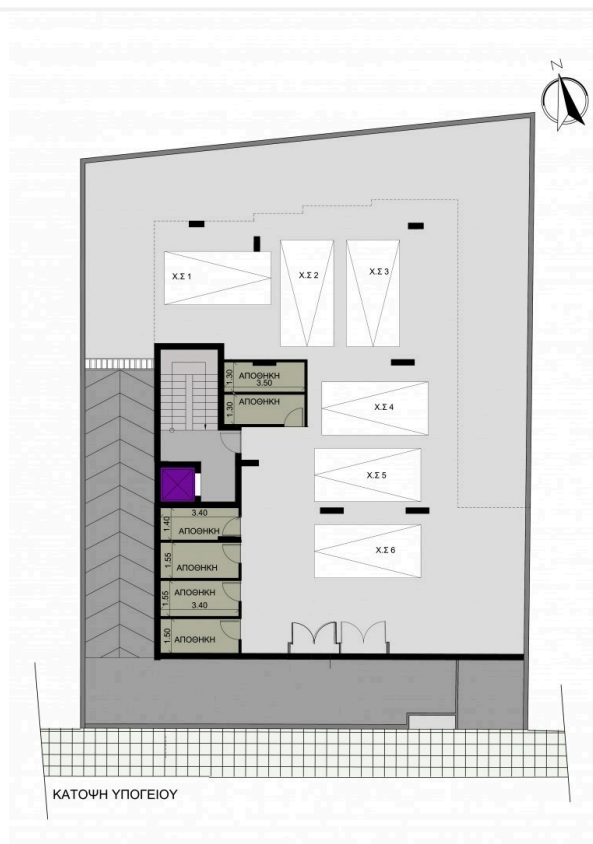 N
Χ.Σ 1
Χ.Σ 2
Χ.Σ 3
1.30
ΑΠΟΘΗΚΗ
3.50
1.30
ΑΠΟΘΗΚΗ
Χ.Σ 4
Χ.Σ 5
Χ.Σ 6
3.40
1.40
ΑΠΟΘΗΚΗ
1.55
ΑΠΟΘΗΚΗ
1.55
ΑΠΟΘΗΚΗ
3.40
1.50
ΑΠΟΘΗΚΗ
ΚΑΤΟΨΗ ΥΠΟΓΕΙΟΥ